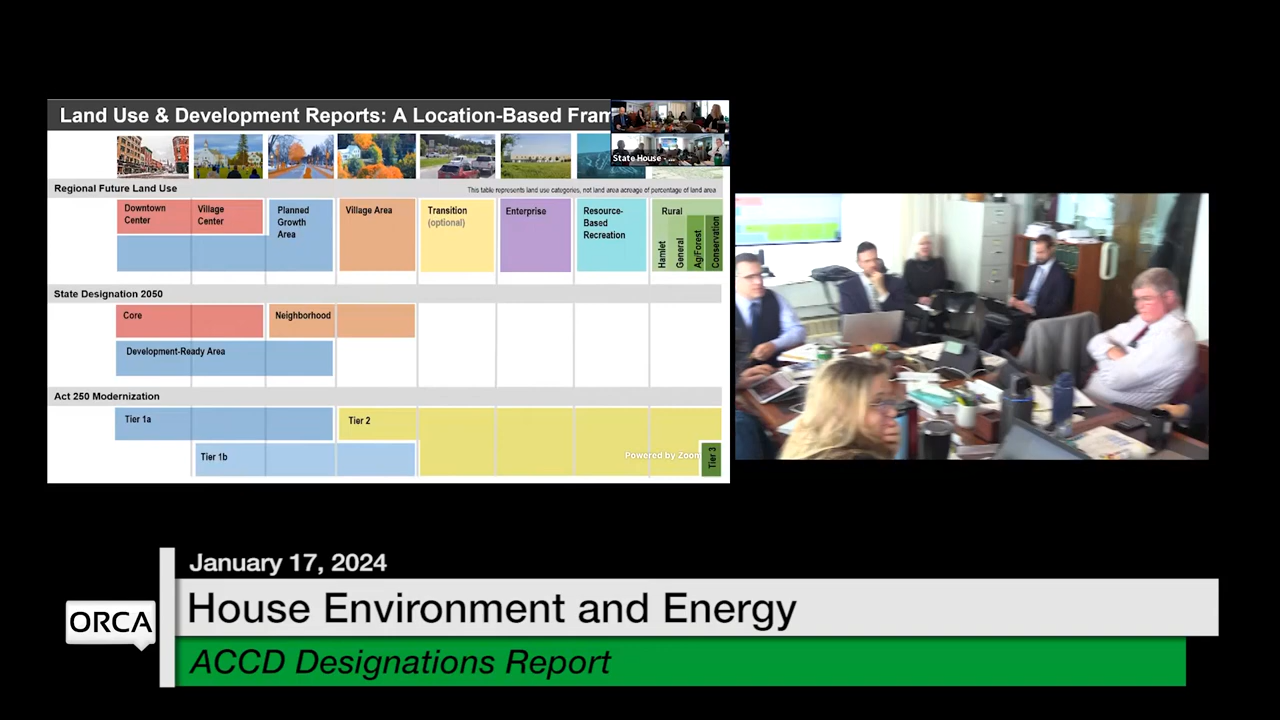 Land Use & Development Reports: A Location-Based Fram
State House - ...
Regional Future Land Use
This table represents land use categories, not land area acreage of percentage of land area
Downtown
Center
Village
Center
Planned
Growth
Area
Village Area
Transition
(optional)
Enterprise
Resource-
Based
Recreation
Rural
Hamlet
General
Ag/Forest
Conservation
State Designation 2050
Core
Neighborhood
Development-Ready Area
Act 250 Modernization
Tier 1a
Tier 2
Tier 1b
Powered by Zoom
Tier 3
January 17, 2024
House Environment and Energy
ORCA
ACCD Designations Report